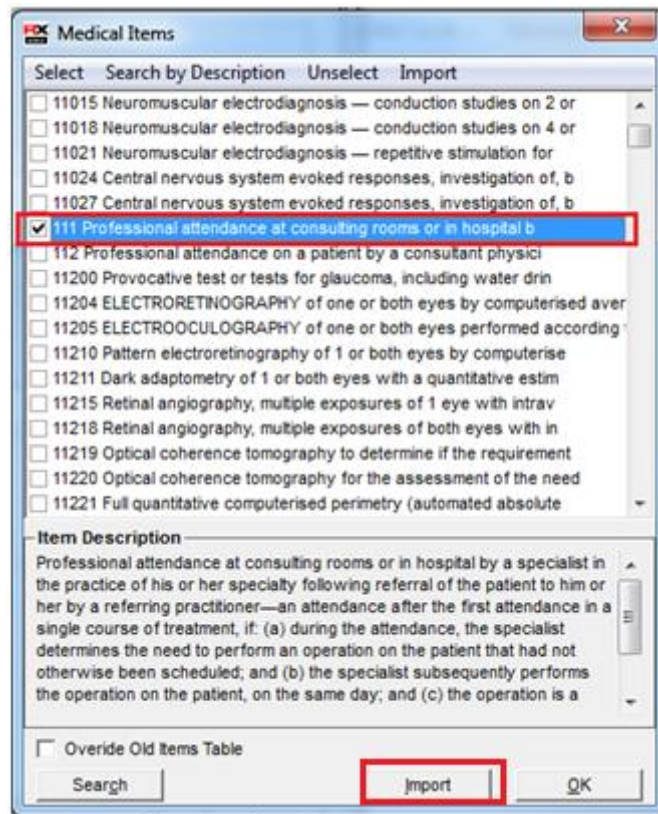 Medical Items
Select Search by Description Unselect Import
11015 Neuromuscular electrodiagnosis — conduction studies on 2 or
11018 Neuromuscular electrodiagnosis — conduction studies on 4 or
11021 Neuromuscular electrodiagnosis — repetitive stimulation for
11024 Central nervous system evoked responses, investigation of, b
11027 Central nervous system evoked responses, investigation of, b
111 Professional attendance at consulting rooms or in hospital b
112 Professional attendance on a patient by a consultant physici
11200 Provocative test or tests for glaucoma, including water drin
11204 ELECTRORETINOGRAPHY of one or both eyes by computerised aver
11205 ELECTROOCULOGRAPHY of one or both eyes performed according
11210 Pattern electroretinography of 1 or both eyes by computerise
11211 Dark adaptometry of 1 or both eyes with a quantitative estim
11215 Retinal angiography, multiple exposures of 1 eye with intrav
11218 Retinal angiography, multiple exposures of both eyes with in
11219 Optical coherence tomography to determine if the requirement
11220 Optical coherence tomography for the assessment of the need
11221 Full quantitative computerised perimetry (automated absolute
Item Description
Professional attendance at consulting rooms or in hospital by a specialist in
the practice of his or her specialty following referral of the patient to him or
her by a referring practitioner—an attendance after the first attendance in a
single course of treatment, if: (a) during the attendance, the specialist
determines the need to perform an operation on the patient that had not
otherwise been scheduled; and (b) the specialist subsequently performs
the operation on the patient, on the same day; and (c) the operation is a
Overide Old Items Table
Search Import OK